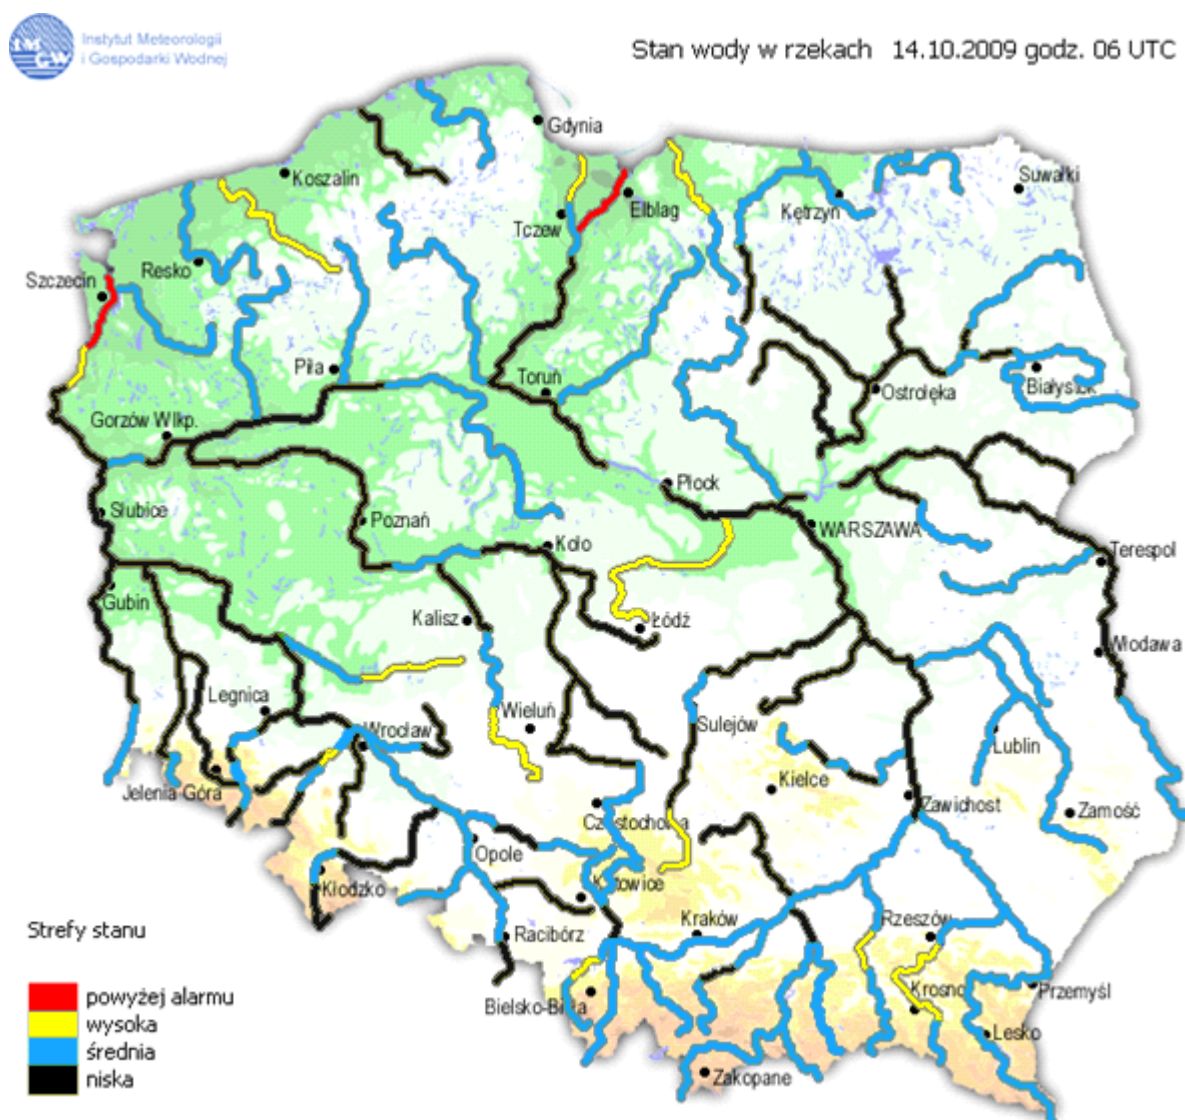 IM
GW
Instytut Meteorologii
i Gospodarki Wodnej
Stan wody w rzekach 14.10.2009 godz. 06 UTC
Gdynia
Koszalin
Suwałki
Elbląg
Kętrzyn
Tczew
Resko
Szczecin
Piła
Toruń
Ostrołęka
Białystok
Gorzów Wlkp.
Płock
Słubice
Poznań
WARSZAWA
Koło
Terespol
Gubin
Kalisz
Łódź
Włodawa
Legnica
Wieluń
Sulejów
Wrocław
Lublin
Jelenia Góra
Kielce
Zawichost
Częstochowa
Zamość
Opole
Kłodzko
Katowice
Kraków
Rzeszów
Racibórz
Przemyśl
Krosno
Bielsko-Biała
Lesko
Zakopane
Strefy stanu
powyżej alarmu
wysoka
średnia
niska